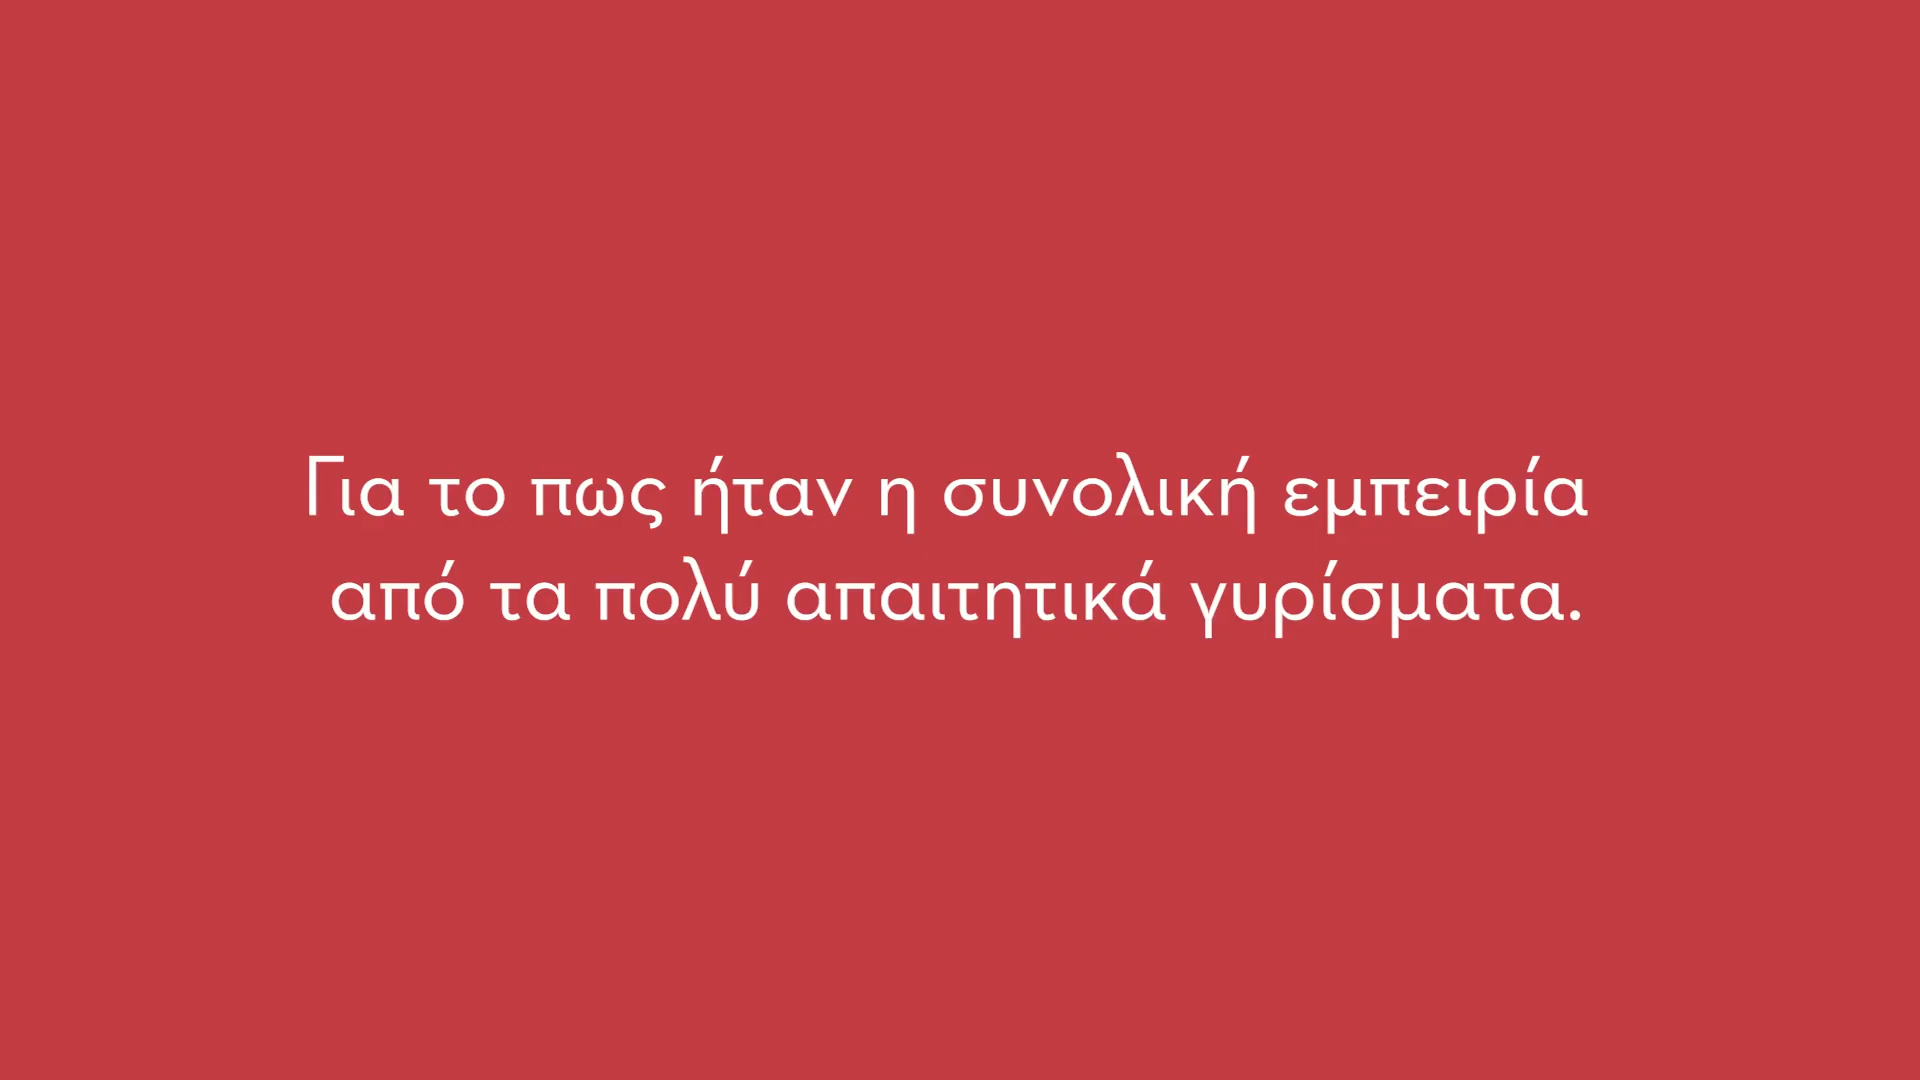 Για το πως ήταν η συνολική εμπειρία
από τα πολύ απαιτητικά γυρίσματα.